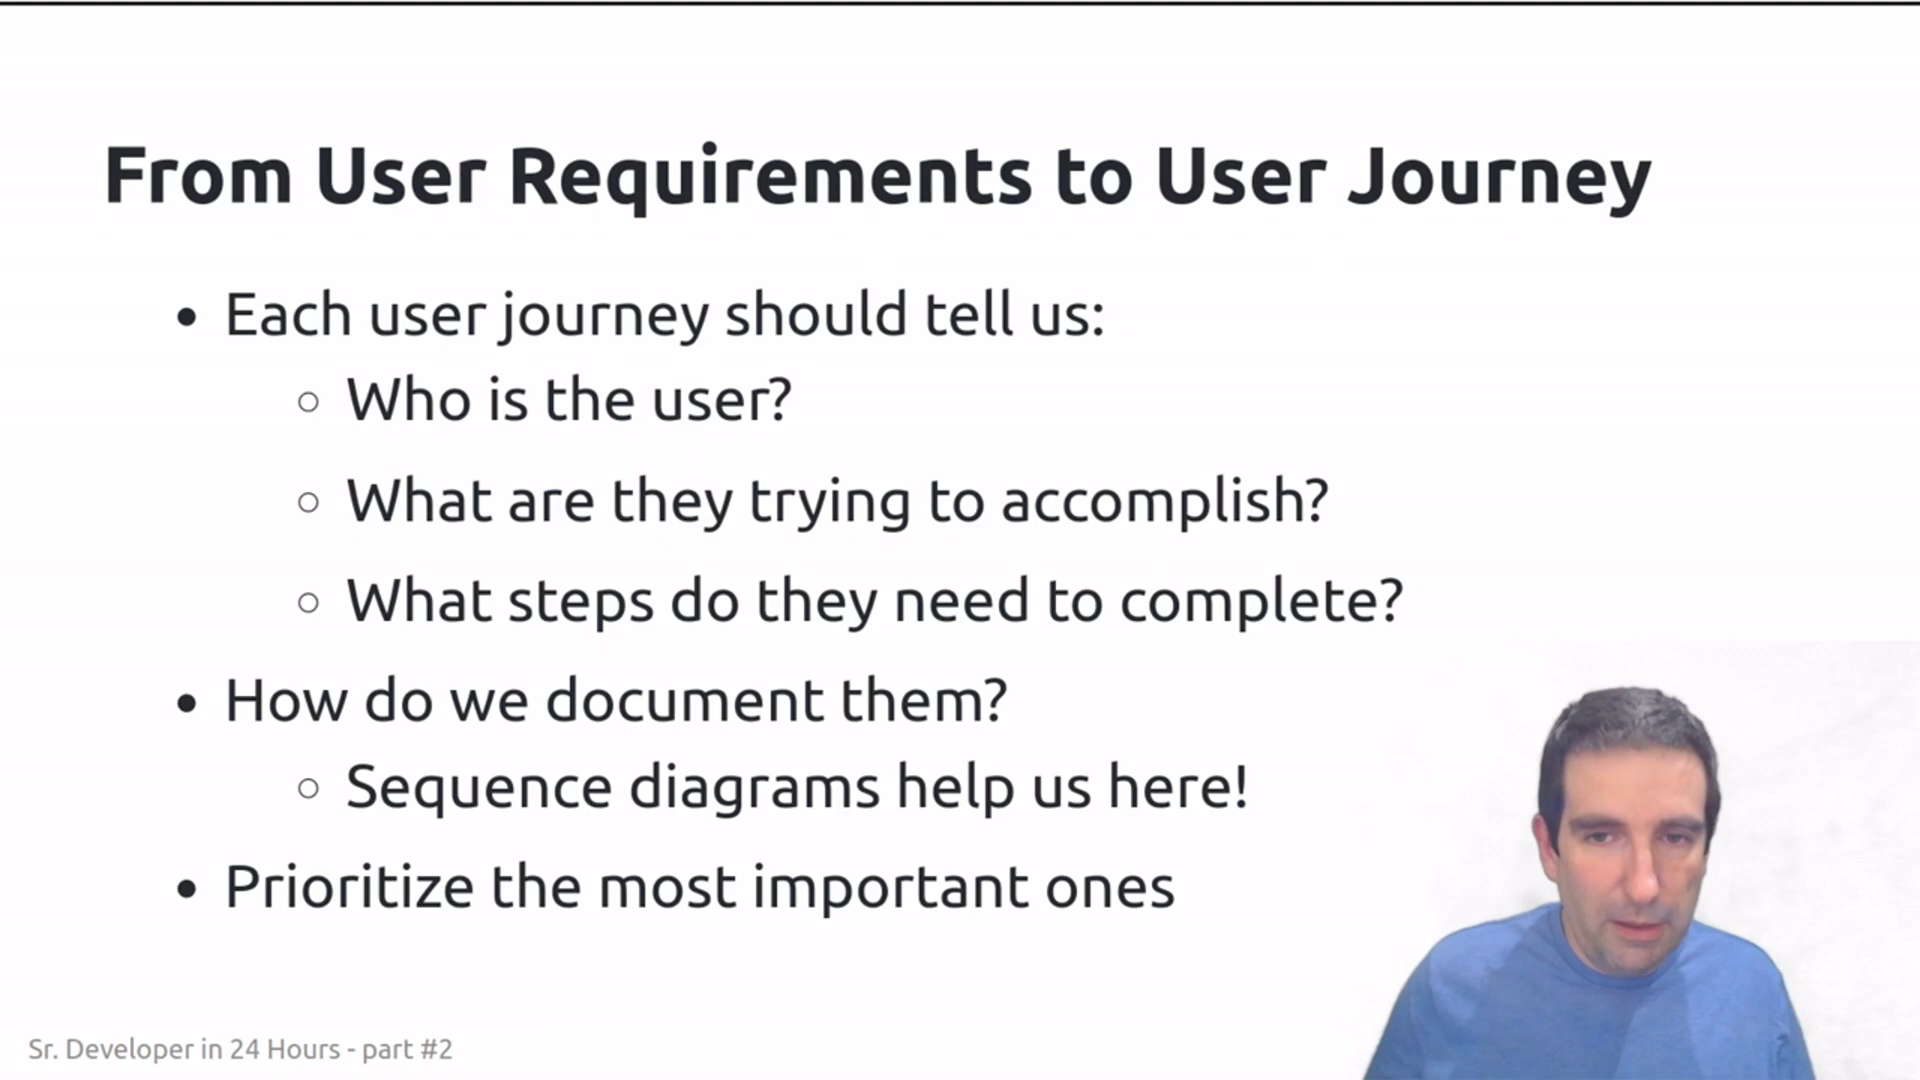 From User Requirements to User Journey
• Each user journey should tell us:
○ Who is the user?
○ What are they trying to accomplish?
○ What steps do they need to complete?
• How do we document them?
○ Sequence diagrams help us here!
• Prioritize the most important ones
Sr. Developer in 24 Hours - part #2